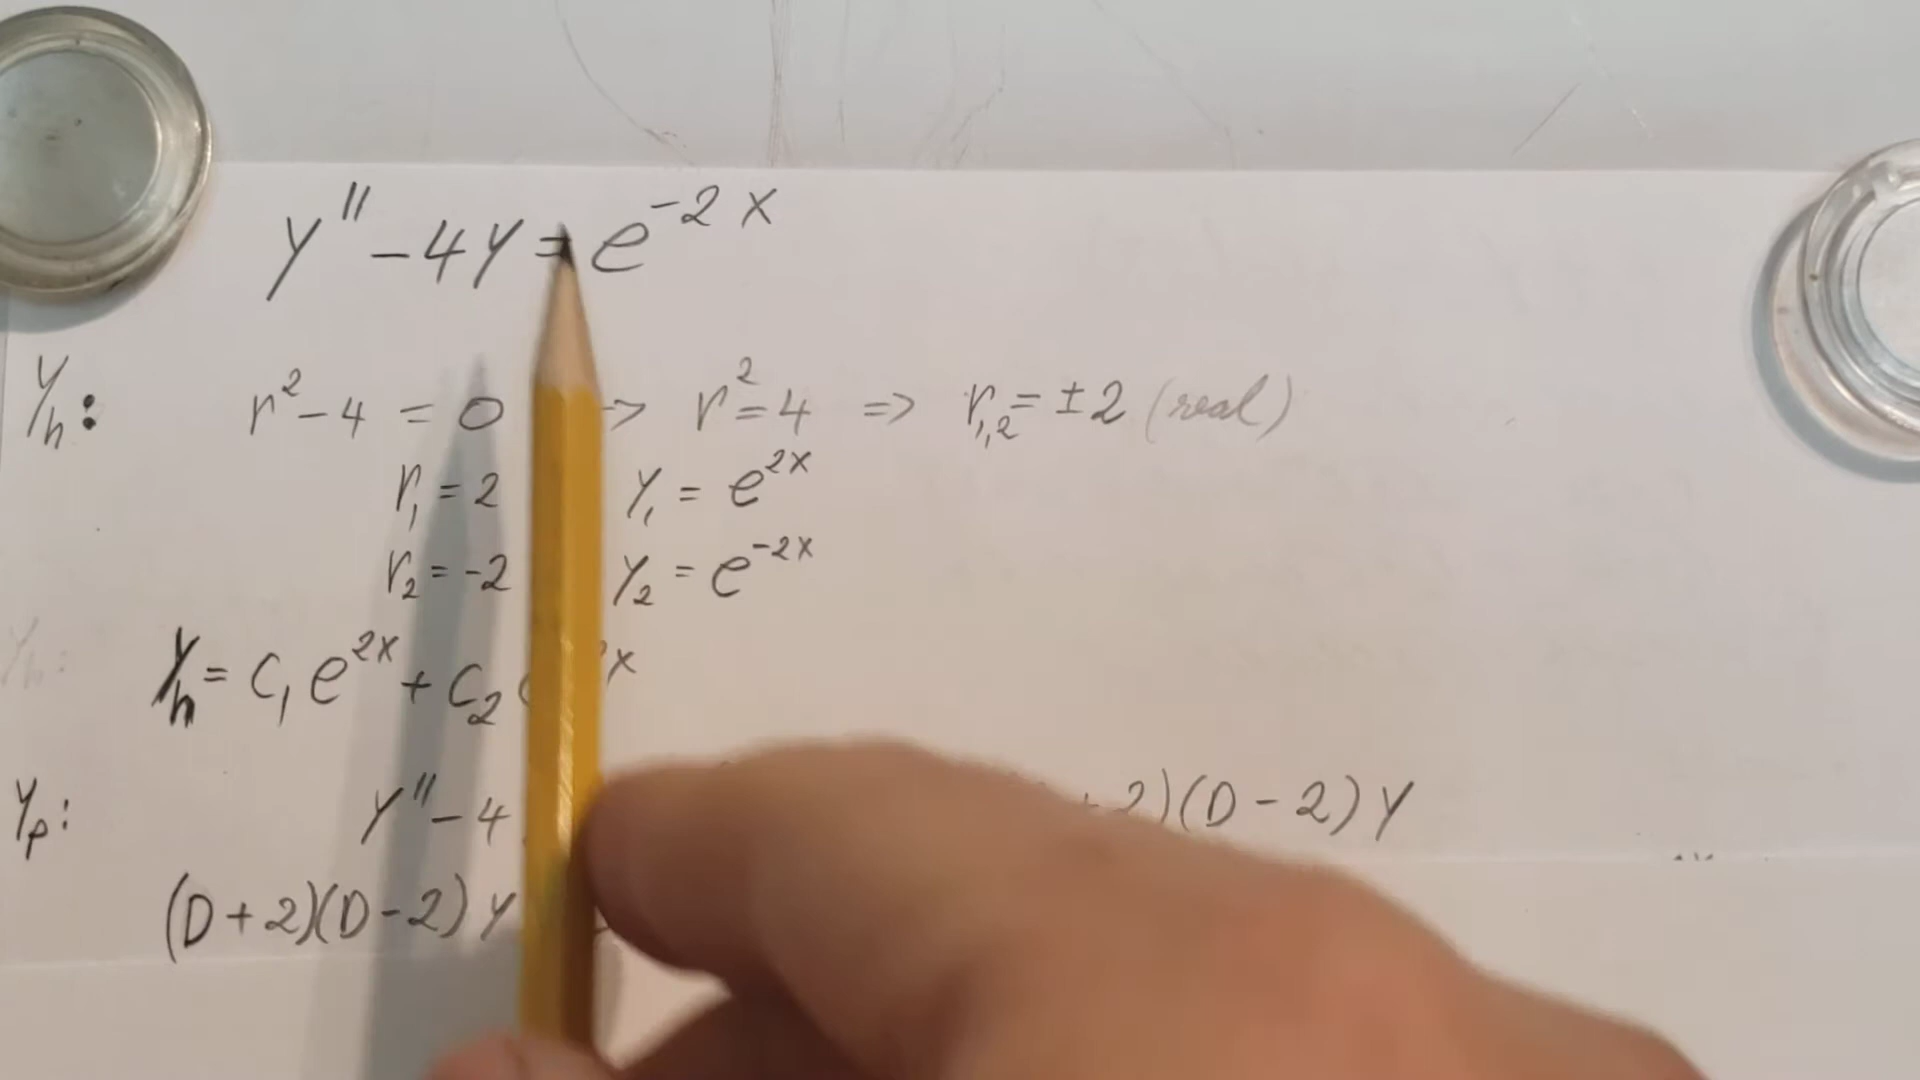 y'' - 4y = e^{-2x}
y_h: r^2 - 4 = 0 -> r^2 = 4 => r_{1,2} = ±2 (real)
r_1 = 2 y_1 = e^{2x}
r_2 = -2 y_2 = e^{-2x}
y_h = c_1 e^{2x} + c_2 x
y_p: y'' - 4 + 2)(D - 2) y
(D + 2)(D - 2) y